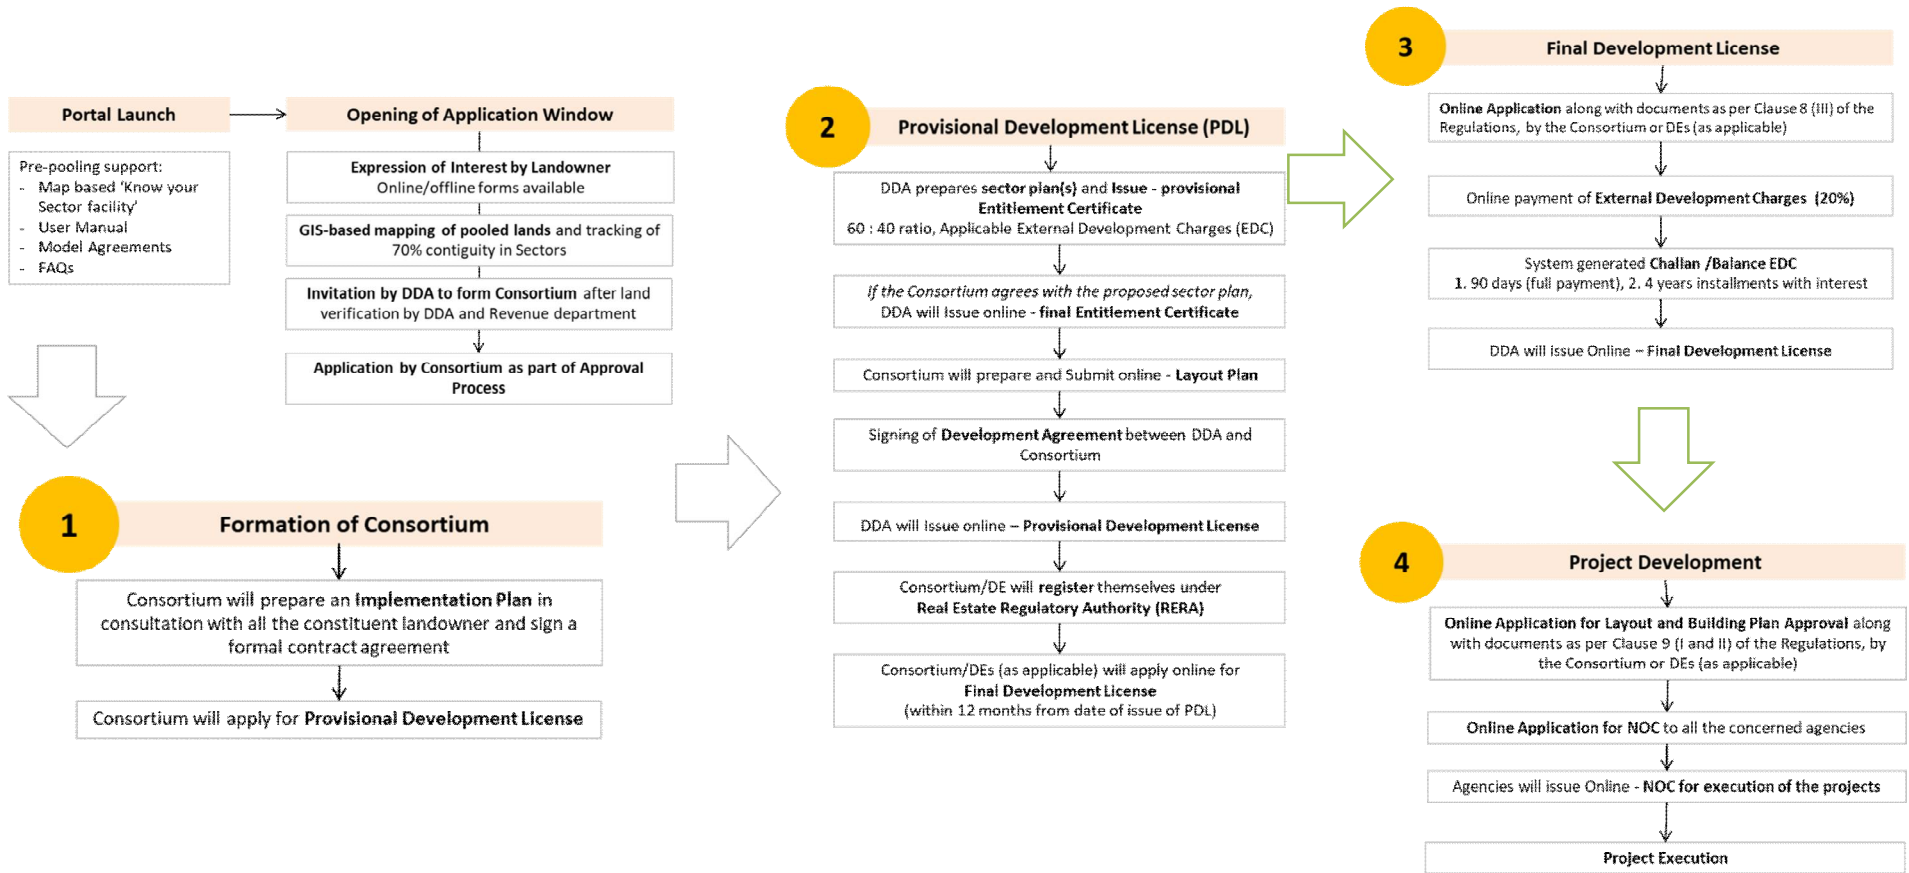 Portal Launch
Pre-pooling support:
- Map based ‘Know your
Sector facility’
- User Manual
- Model Agreements
- FAQs
Opening of Application Window
Expression of Interest by Landowner
Online/offline forms available
GIS-based mapping of pooled lands and tracking of
70% contiguity in Sectors
Invitation by DDA to form Consortium after land
verification by DDA and Revenue department
Application by Consortium as part of Approval
Process
1
Formation of Consortium
Consortium will prepare an Implementation Plan in
consultation with all the constituent landowner and sign a
formal contract agreement
Consortium will apply for Provisional Development License
2
Provisional Development License (PDL)
DDA prepares sector plan(s) and Issue - provisional
Entitlement Certificate
60 : 40 ratio, Applicable External Development Charges (EDC)
If the Consortium agrees with the proposed sector plan,
DDA will Issue online - final Entitlement Certificate
Consortium will prepare and Submit online - Layout Plan
Signing of Development Agreement between DDA and
Consortium
DDA will Issue online – Provisional Development License
Consortium/DE will register themselves under
Real Estate Regulatory Authority (RERA)
Consortium/DEs (as applicable) will apply online for
Final Development License
(within 12 months from date of issue of PDL)
3
Final Development License
Online Application along with documents as per Clause 8 (III) of the
Regulations, by the Consortium or DEs (as applicable)
Online payment of External Development Charges (20%)
System generated Challan /Balance EDC
1. 90 days (full payment), 2. 4 years installments with interest
DDA will issue Online – Final Development License
4
Project Development
Online Application for Layout and Building Plan Approval along
with documents as per Clause 9 (I and II) of the Regulations, by
the Consortium or DEs (as applicable)
Online Application for NOC to all the concerned agencies
Agencies will issue Online - NOC for execution of the projects
Project Execution